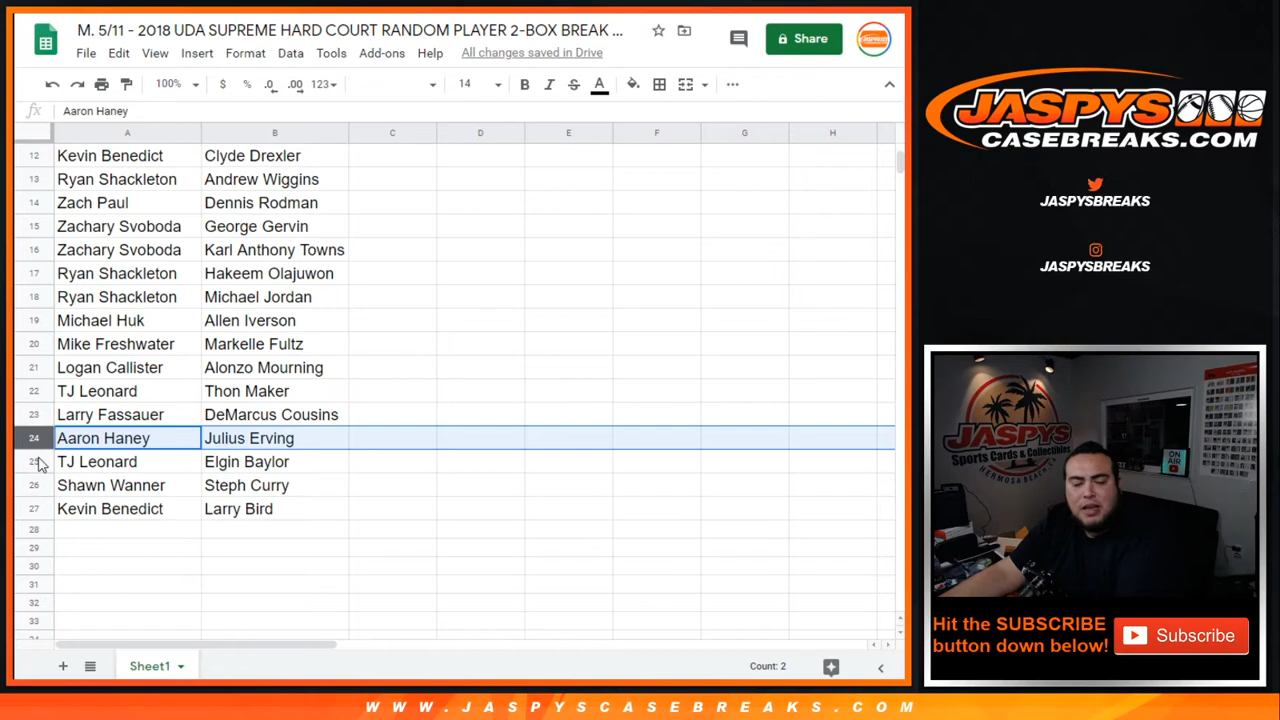 M. 5/11 - 2018 UDA SUPREME HARD COURT RANDOM PLAYER 2-BOX BREAK ...
Share
File Edit View Insert Format Data Tools Add-ons Help All changes saved in Drive
100% $ % .0 .00 123 14 B I S A
fx Aaron Haney
A B C D E F G H
12 Kevin Benedict Clyde Drexler
13 Ryan Shackleton Andrew Wiggins
14 Zach Paul Dennis Rodman
15 Zachary Svoboda George Gervin
16 Zachary Svoboda Karl Anthony Towns
17 Ryan Shackleton Hakeem Olajuwon
18 Ryan Shackleton Michael Jordan
19 Michael Huk Allen Iverson
20 Mike Freshwater Markelle Fultz
21 Logan Callister Alonzo Mourning
22 TJ Leonard Thon Maker
23 Larry Fassauer DeMarcus Cousins
24 Aaron Haney Julius Erving
25 TJ Leonard Elgin Baylor
26 Shawn Wanner Steph Curry
27 Kevin Benedict Larry Bird
28
29
30
31
32
33
Sheet1
Count: 2
JASPYS
CASEBREAKS.COM
JASPYSBREAKS
JASPYSBREAKS
JASPYS
Sports Cards & Collectibles
HERMOSA BEACH, CA
ON AIR
Hit the SUBSCRIBE
button down below!
Subscribe
WWW.JASPYSCASEBREAKS.COM